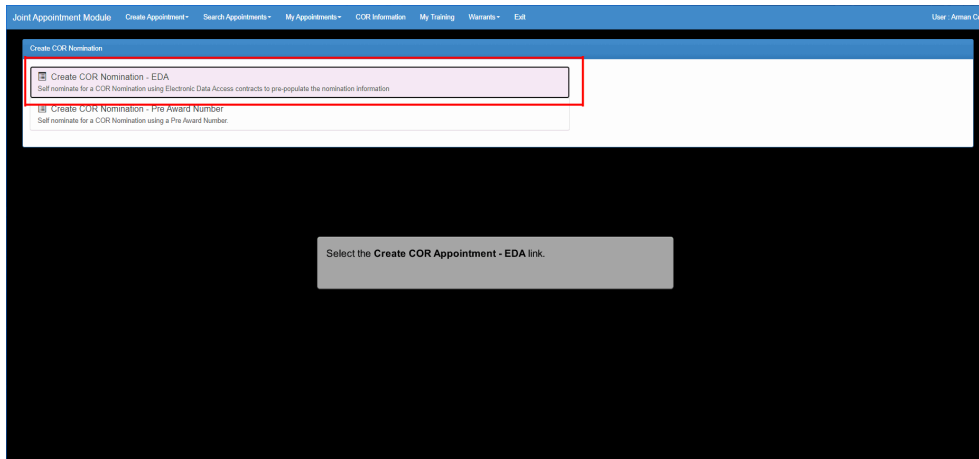 Joint Appointment Module Create Appointment Search Appointments My Appointments COR Information My Training Warrants Exit User : Arman
Create COR Nomination
Create COR Nomination - EDA
Self nominate for a COR Nomination using Electronic Data Access contracts to pre-populate the nomination information
Create COR Nomination - Pre Award Number
Self nominate for a COR Nomination using a Pre Award Number.
Select the Create COR Appointment - EDA link.